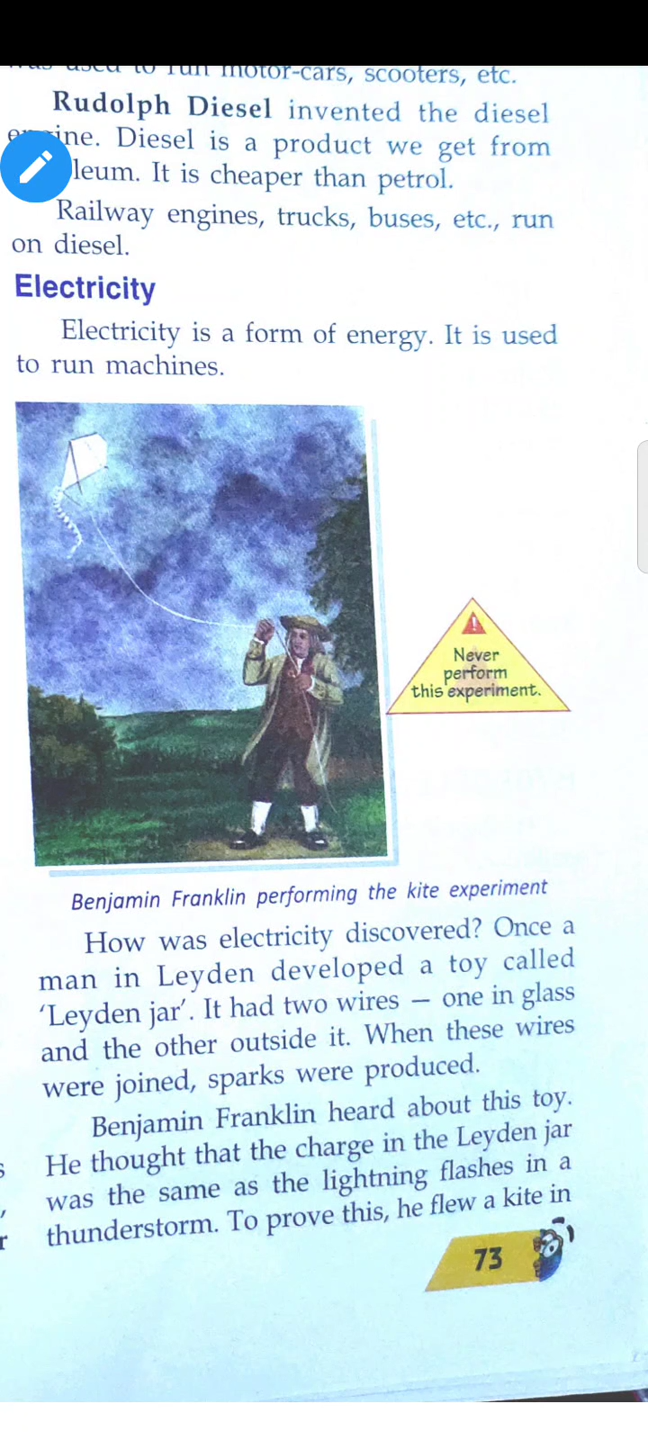 was used to run motor-cars, scooters, etc.
Rudolph Diesel invented the diesel
ine. Diesel is a product we get from
leum. It is cheaper than petrol.
Railway engines, trucks, buses, etc., run
on diesel.
Electricity
Electricity is a form of energy. It is used
to run machines.
Never
perform
this experiment.
Benjamin Franklin performing the kite experiment
How was electricity discovered? Once a
man in Leyden developed a toy called
‘Leyden jar’. It had two wires — one in glass
and the other outside it. When these wires
were joined, sparks were produced.
Benjamin Franklin heard about this toy.
He thought that the charge in the Leyden jar
was the same as the lightning flashes in a
thunderstorm. To prove this, he flew a kite in
73